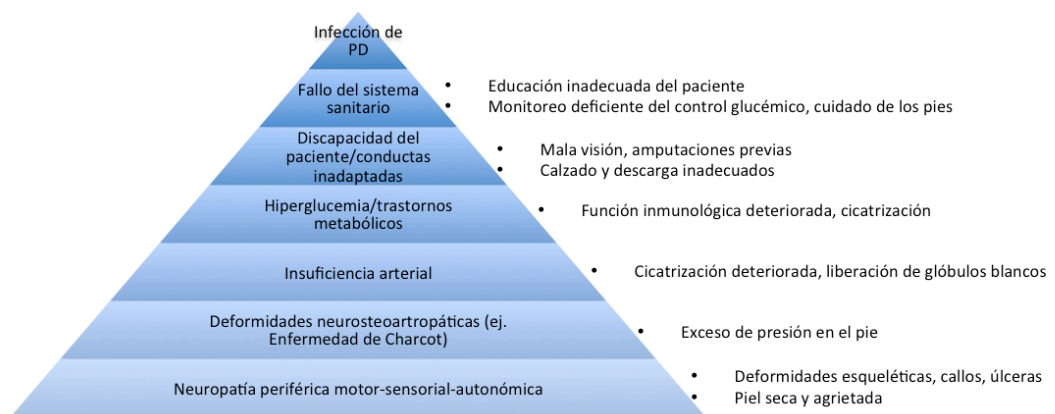 Infección de
PD
Fallo del sistema
sanitario
• Educación inadecuada del paciente
• Monitoreo deficiente del control glucémico, cuidado de los pies
Discapacidad del
paciente/conductas
inadaptadas
• Mala visión, amputaciones previas
• Calzado y descarga inadecuados
Hiperglucemia/trastornos
metabólicos
• Función inmunológica deteriorada, cicatrización
Insuficiencia arterial
• Cicatrización deteriorada, liberación de glóbulos blancos
Deformidades neurosteoartropáticas (ej.
Enfermedad de Charcot)
• Exceso de presión en el pie
Neuropatía periférica motor-sensorial-autonómica
• Deformidades esqueléticas, callos, úlceras
• Piel seca y agrietada